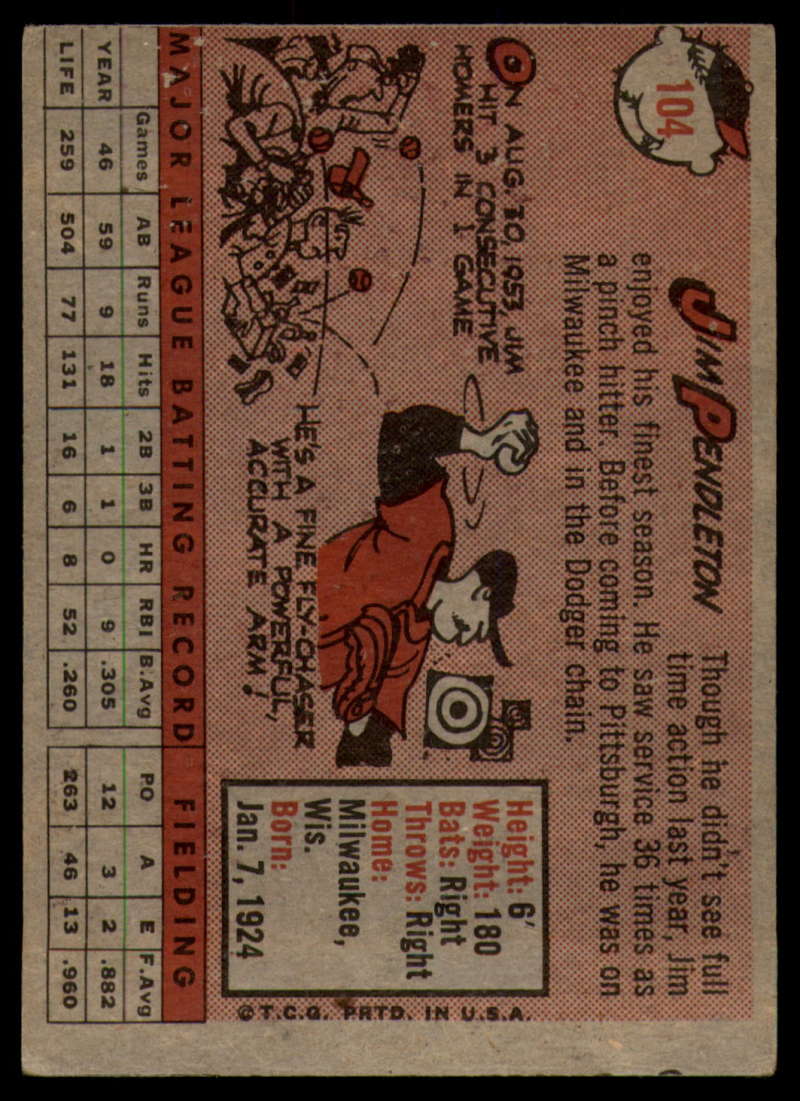 104
JIM PENDLETON
Though he didn't see full
time action last year, Jim
enjoyed his finest season. He saw service 36 times as
a pinch hitter. Before coming to Pittsburgh, he was on
Milwaukee and in the Dodger chain.
ON AUG. 30, 1953, JIM
HIT 3 CONSECUTIVE
HOMERS IN 1 GAME
HE'S A FINE FLY-CHASER
WITH A POWERFUL,
ACCURATE ARM!
Height: 6'
Weight: 180
Bats: Right
Throws: Right
Home:
Milwaukee,
Wis.
Born:
Jan. 7, 1924
© T.C.G. PRTD. IN U.S.A.
MAJOR LEAGUE BATTING RECORD FIELDING
Games AB Runs Hits 2B 3B HR RBI B.Avg PO A E F.Avg
YEAR 46 59 9 18 1 1 0 9 .305 12 3 2 .882
LIFE 259 504 77 131 16 6 8 52 .260 263 46 13 .960